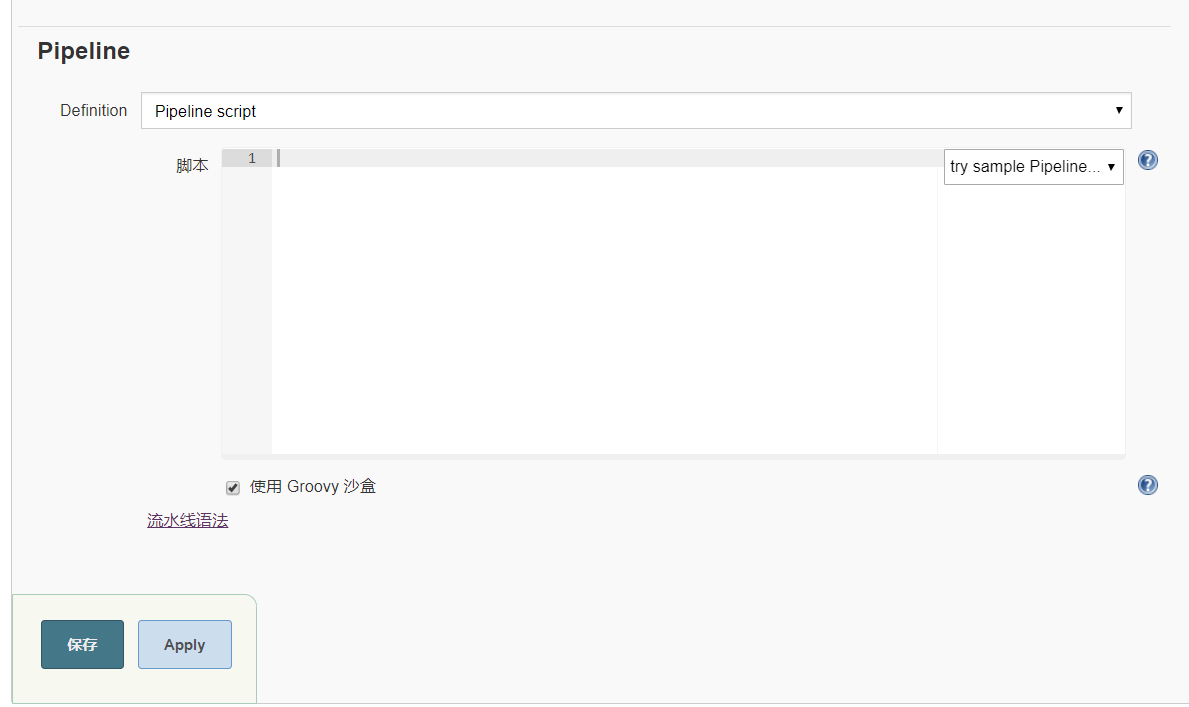 Pipeline
Definition
Pipeline script
脚本
1
try sample Pipeline...
使用 Groovy 沙盒
流水线语法
保存
Apply